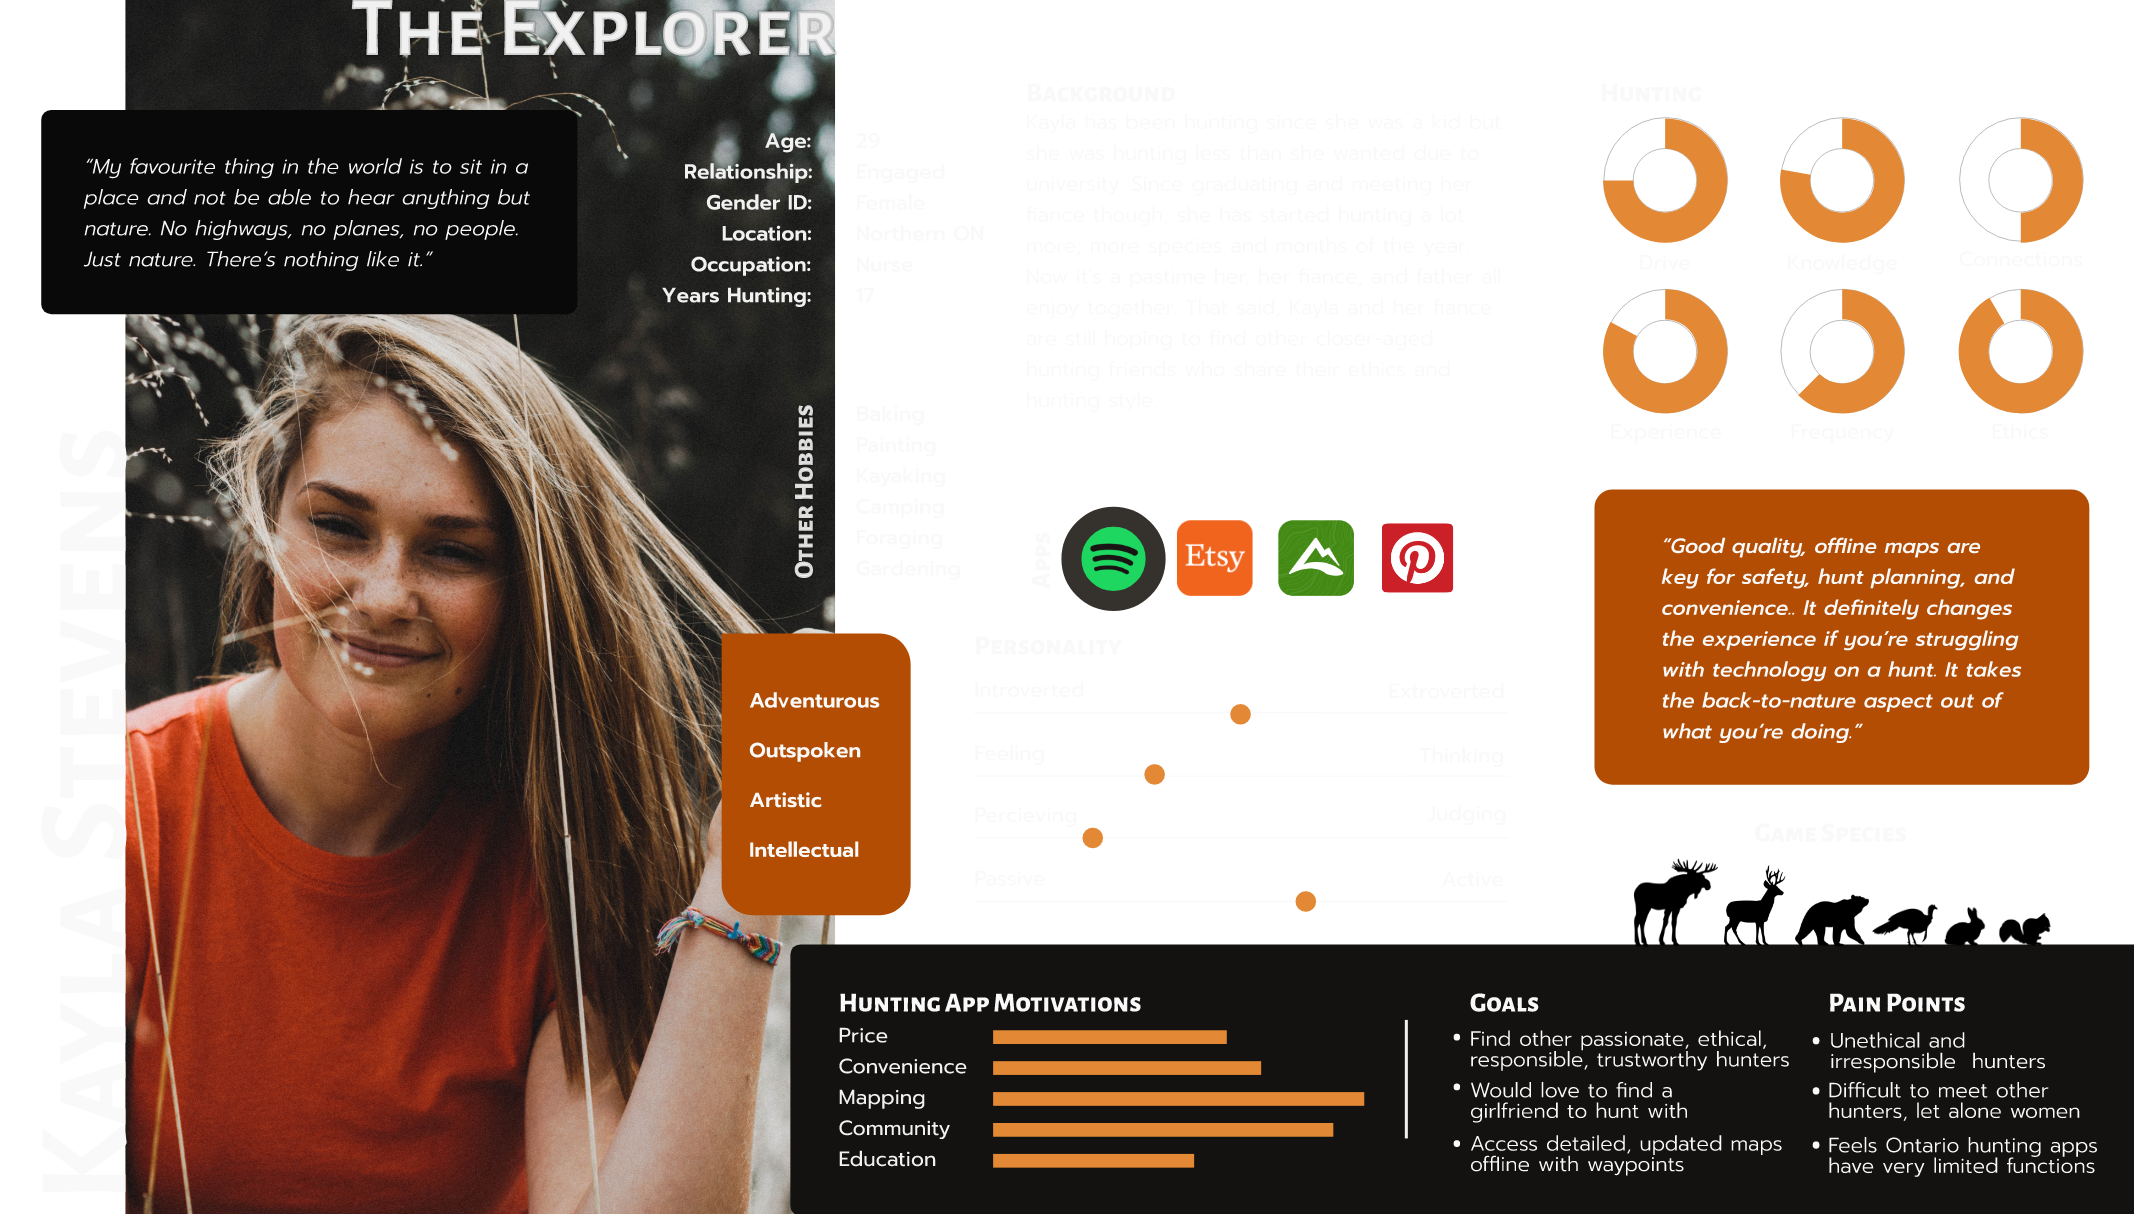 The Explorer
Kayla Stevens
“My favourite thing in the world is to sit in a
place and not be able to hear anything but
nature. No highways, no planes, no people.
Just nature. There’s nothing like it.”
Age: 29
Relationship: Engaged
Gender ID: Female
Location: Northern ON
Occupation: Nurse
Years Hunting: 17
Other Hobbies
Baking
Painting
Kayaking
Camping
Foraging
Gardening
Adventurous
Outspoken
Artistic
Intellectual
Background
Kayla has been hunting since she was a kid but
she was hunting less than she wanted due to
university. Since graduating and meeting her
fiance though, she has started hunting a lot
more; more species and months of the year.
Now it's a pastime her, her fiance, and father all
enjoy together. That said, Kayla and her fiance
are still hoping to find other closer-aged
hunting friends who share their ethics and
hunting style.
Apps
Etsy
Personality
Introverted Extroverted
Feeling Thinking
Percieving Judging
Passive Active
Hunting
Drive Knowledge Connections
Experience Frequency Ethics
“Good quality, offline maps are
key for safety, hunt planning, and
convenience.. It definitely changes
the experience if you’re struggling
with technology on a hunt. It takes
the back-to-nature aspect out of
what you’re doing.”
Game Species
Hunting App Motivations
Price
Convenience
Mapping
Community
Education
Goals
• Find other passionate, ethical,
responsible, trustworthy hunters
• Would love to find a
girlfriend to hunt with
• Access detailed, updated maps
offline with waypoints
Pain Points
• Unethical and
irresponsible hunters
• Difficult to meet other
hunters, let alone women
• Feels Ontario hunting apps
have very limited functions